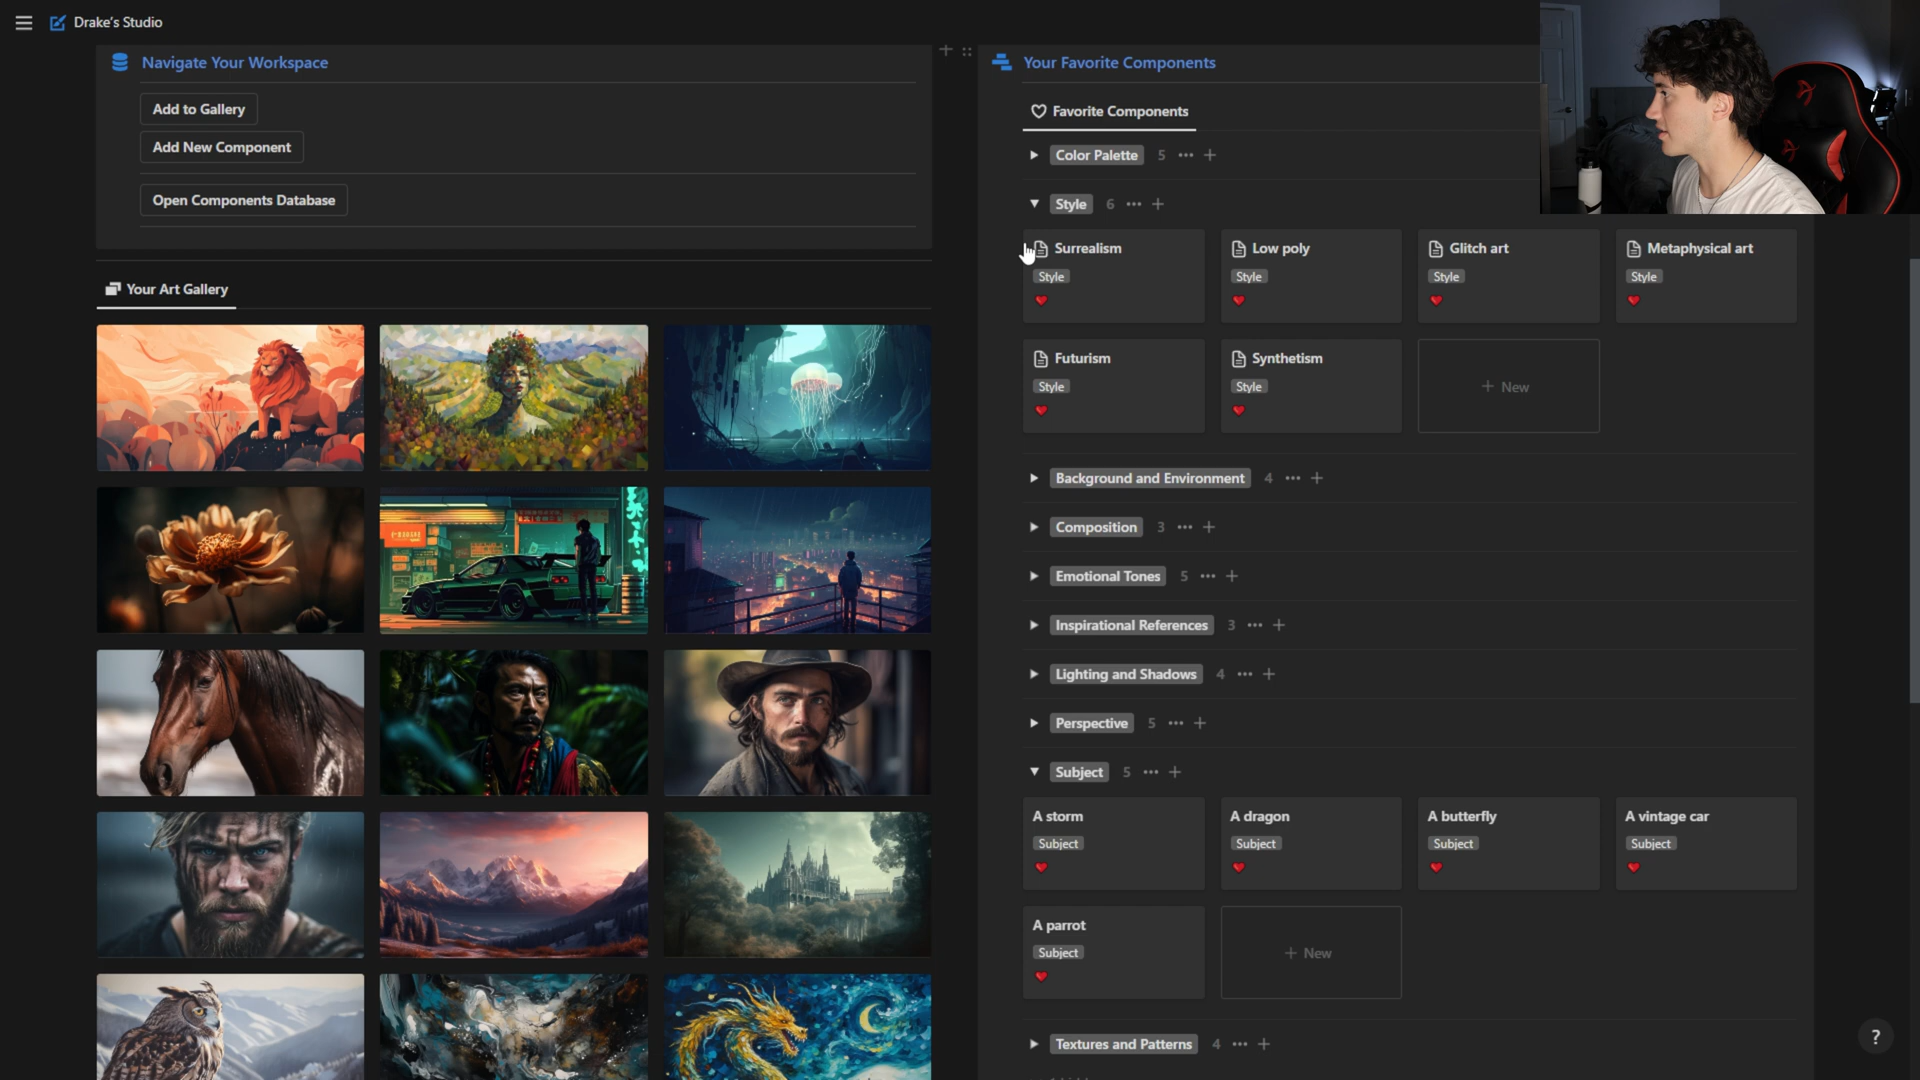 Drake's Studio
Navigate Your Workspace
Add to Gallery
Add New Component
Open Components Database
Your Art Gallery
Your Favorite Components
Favorite Components
Color Palette 5 ••• +
Style 6 ••• +
Surrealism
Style
Low poly
Style
Glitch art
Style
Metaphysical art
Style
Futurism
Style
Synthetism
Style
+ New
Background and Environment 4 ••• +
Composition 3 ••• +
Emotional Tones 5 ••• +
Inspirational References 3 ••• +
Lighting and Shadows 4 ••• +
Perspective 5 ••• +
Subject 5 ••• +
A storm
Subject
A dragon
Subject
A butterfly
Subject
A vintage car
Subject
A parrot
Subject
+ New
Textures and Patterns 4 ••• +
?